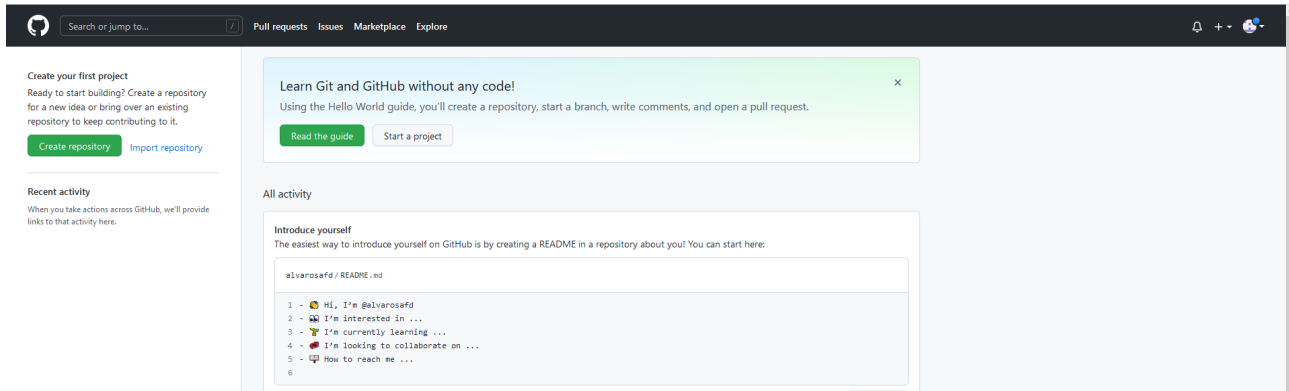 Search or jump to... /
Pull requests Issues Marketplace Explore
Create your first project
Ready to start building? Create a repository
for a new idea or bring over an existing
repository to keep contributing to it.
Create repository Import repository
Recent activity
When you take actions across GitHub, we'll provide
links to that activity here.
Learn Git and GitHub without any code!
Using the Hello World guide, you'll create a repository, start a branch, write comments, and open a pull request.
Read the guide Start a project
All activity
Introduce yourself
The easiest way to introduce yourself on GitHub is by creating a README in a repository about you! You can start here:
alvarosafd / README.md
1 - 👋 Hi, I'm @alvarosafd
2 - 👀 I'm interested in ...
3 - 🌱 I'm currently learning ...
4 - 💞️ I'm looking to collaborate on ...
5 - 📫 How to reach me ...
6